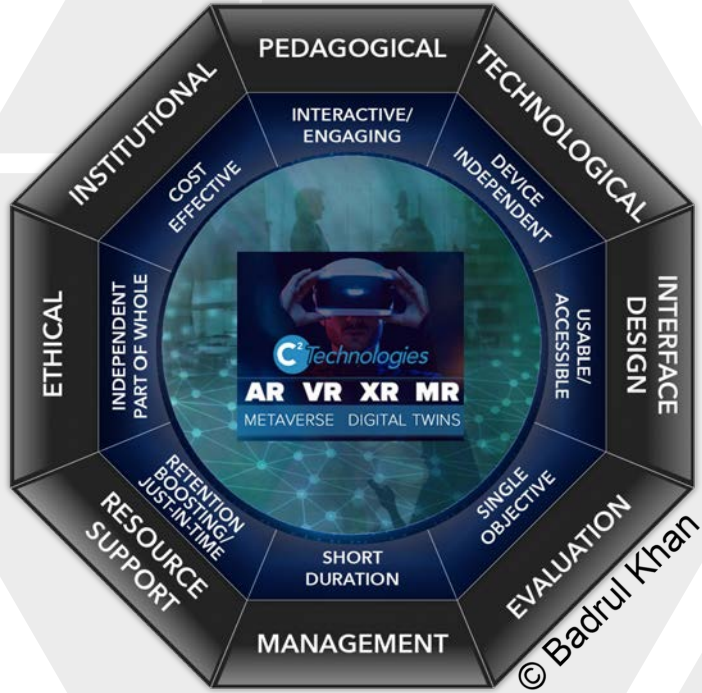 PEDAGOGICAL
TECHNOLOGICAL
INTERFACE
DESIGN
EVALUATION
MANAGEMENT
RESOURCE
SUPPORT
ETHICAL
INSTITUTIONAL
INTERACTIVE/
ENGAGING
DEVICE
INDEPENDENT
USABLE/
ACCESSIBLE
SINGLE
OBJECTIVE
SHORT
DURATION
RETENTION
BOOSTING/
JUST-IN-TIME
INDEPENDENT
PART OF WHOLE
COST
EFFECTIVE
C² Technologies
AR VR XR MR
METAVERSE DIGITAL TWINS
© Badrul Khan